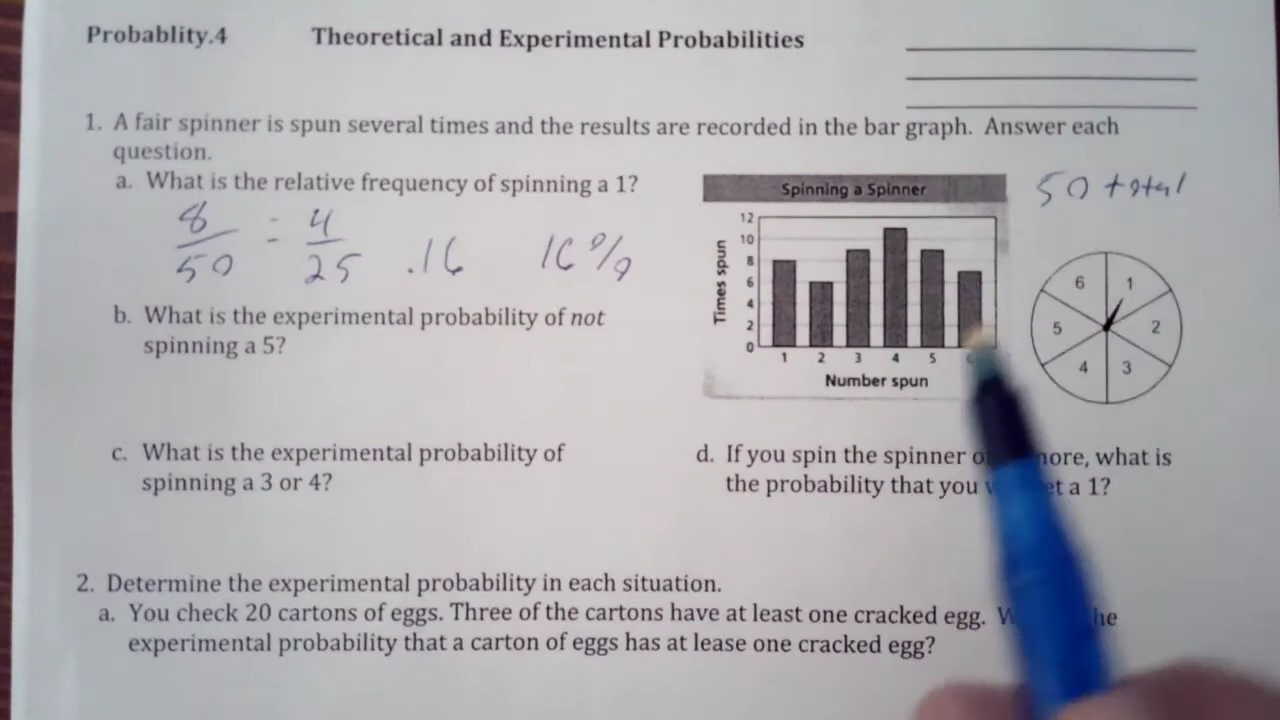 Probablity.4 Theoretical and Experimental Probabilities
1. A fair spinner is spun several times and the results are recorded in the bar graph. Answer each
question.
a. What is the relative frequency of spinning a 1?
8/50 = 4/25 .16 16%
50 total
Spinning a Spinner
Times spun
12
10
8
6
4
2
0
1 2 3 4 5
Number spun
6 1
5 2
4 3
b. What is the experimental probability of not
spinning a 5?
c. What is the experimental probability of
spinning a 3 or 4?
d. If you spin the spinner more, what is
the probability that you a 1?
2. Determine the experimental probability in each situation.
a. You check 20 cartons of eggs. Three of the cartons have at least one cracked egg.
experimental probability that a carton of eggs has at lease one cracked egg?